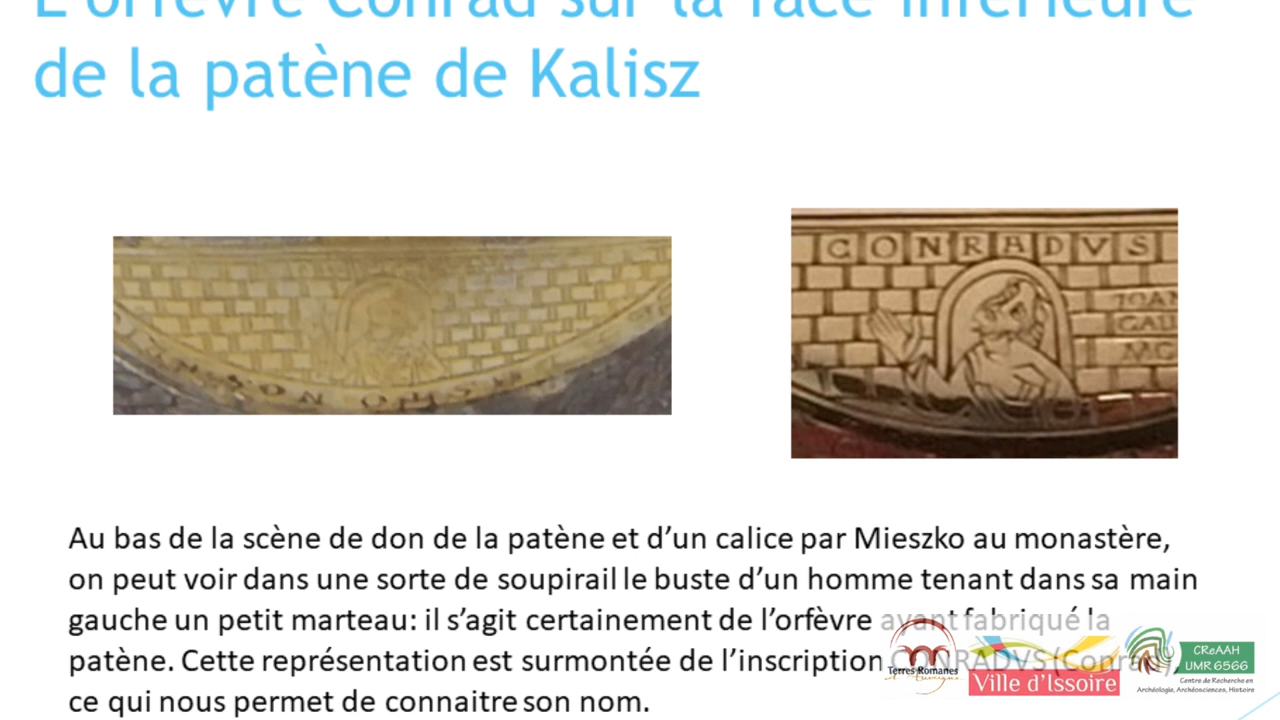 L'orfèvre Conrad sur la face inférieure
de la patène de Kalisz
CONRADVS
Au bas de la scène de don de la patène et d'un calice par Mieszko au monastère,
on peut voir dans une sorte de soupirail le buste d'un homme tenant dans sa main
gauche un petit marteau: il s'agit certainement de l'orfèvre ayant fabriqué la
patène. Cette représentation est surmontée de l'inscription CONRADVS (Conrad),
ce qui nous permet de connaitre son nom.
Terres Romanes
d'Auvergne
Ville d'Issoire
CReAAH
UMR 6566
Centre de Recherche en
Archéologie, Archéosciences, Histoire